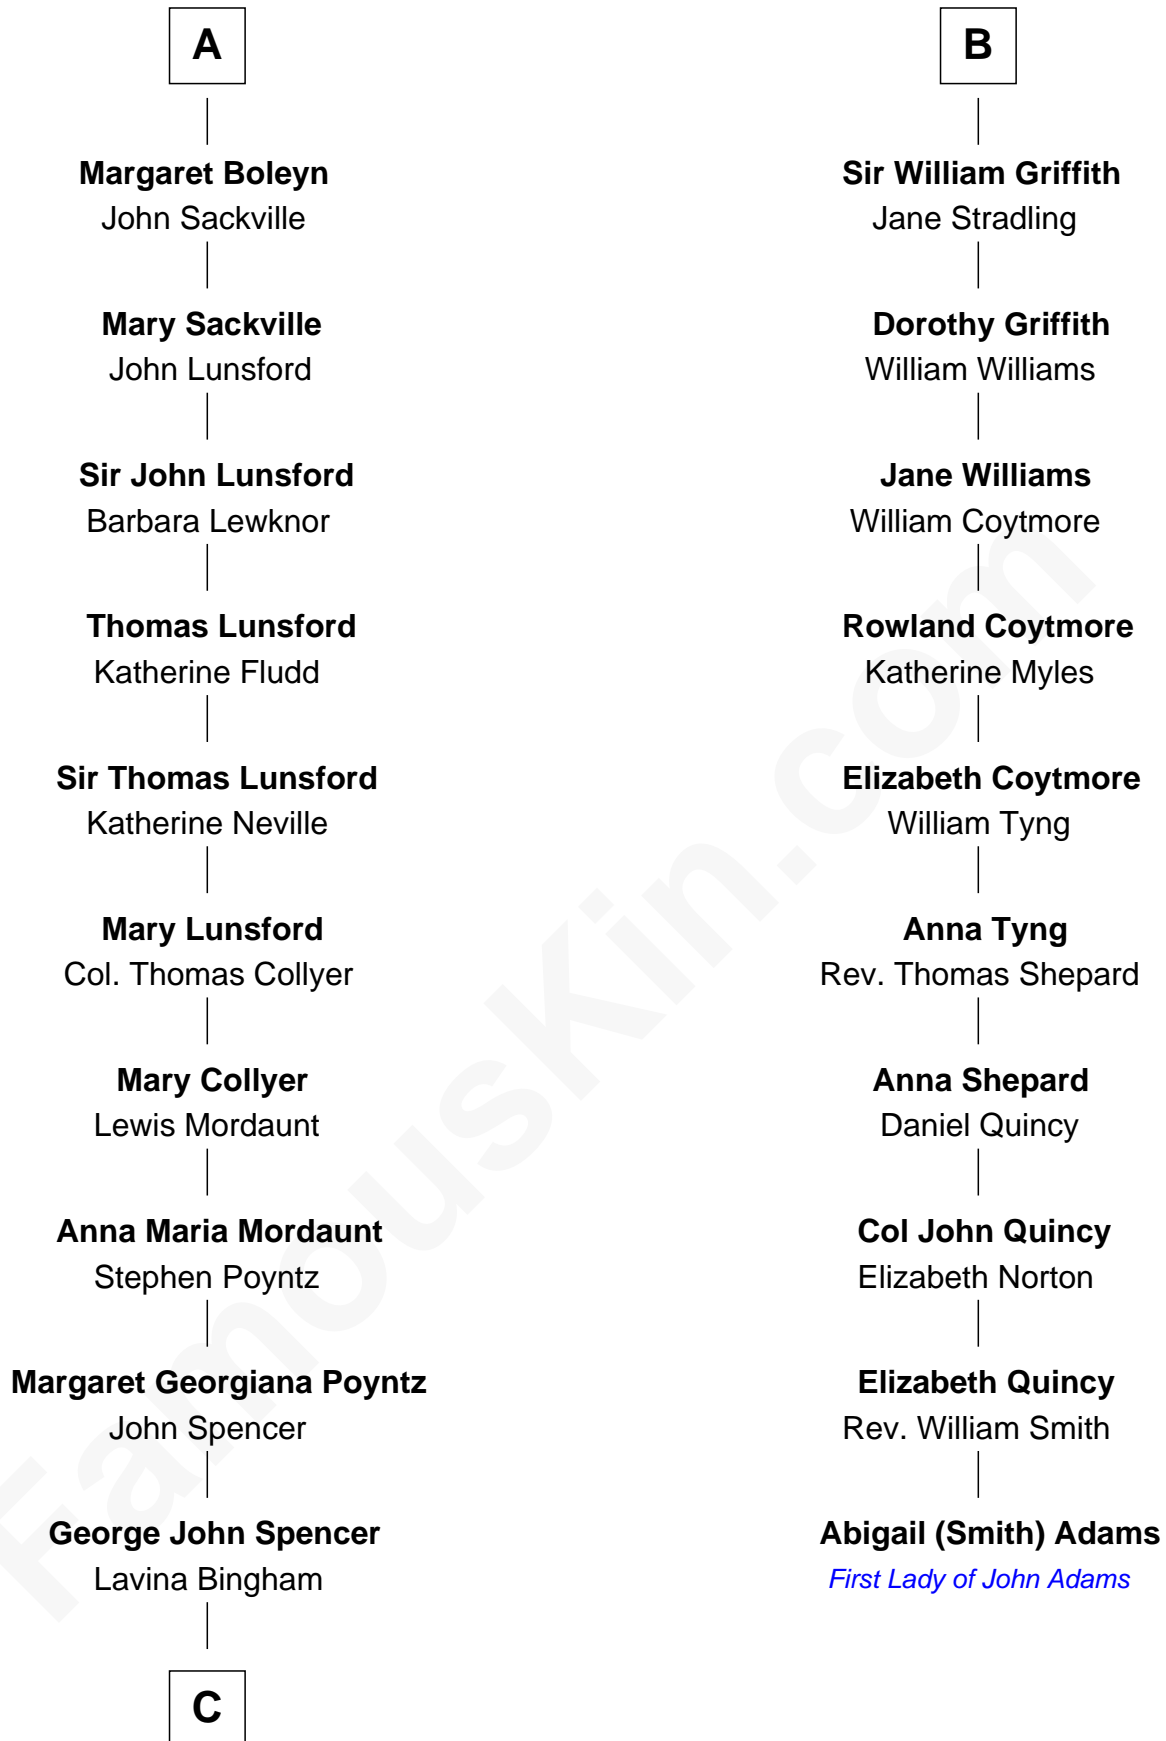 A
Margaret Boleyn
John Sackville
Mary Sackville
John Lunsford
Sir John Lunsford
Barbara Lewknor
Thomas Lunsford
Katherine Fludd
Sir Thomas Lunsford
Katherine Neville
Mary Lunsford
Col. Thomas Collyer
Mary Collyer
Lewis Mordaunt
Anna Maria Mordaunt
Stephen Poyntz
Margaret Georgiana Poyntz
John Spencer
George John Spencer
Lavina Bingham
C
B
Sir William Griffith
Jane Stradling
Dorothy Griffith
William Williams
Jane Williams
William Coytmore
Rowland Coytmore
Katherine Myles
Elizabeth Coytmore
William Tyng
Anna Tyng
Rev. Thomas Shepard
Anna Shepard
Daniel Quincy
Col John Quincy
Elizabeth Norton
Elizabeth Quincy
Rev. William Smith
Abigail (Smith) Adams
First Lady of John Adams
FamousKin.com